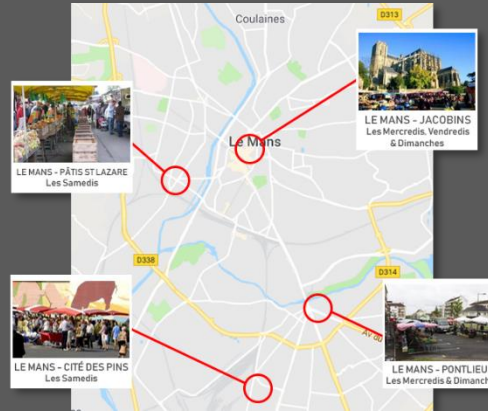 Coulaines
D313
LE MANS - JACOBINS
Les Mercredis, Vendredis
& Dimanches
Le Mans
LE MANS - PÂTIS ST LAZARE
Les Samedis
D338
D314
LE MANS - CITÉ DES PINS
Les Samedis
LE MANS - PONTLIEU
Les Mercredis & Dimanch